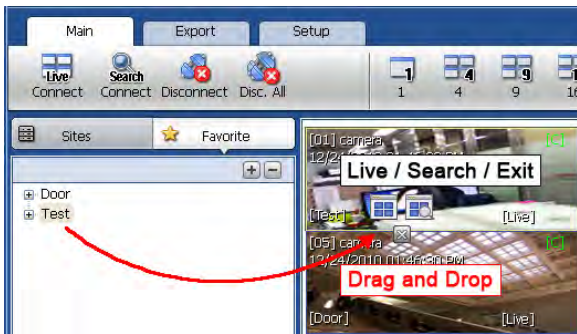 Main Export Setup
Live Search
Connect Connect Disconnect Disc. All 1 4 9 16
1 4 9
Sites Favorite
[01] camera [C]
Live / Search / Exit
Door
Test
[Test] [Live]
[05] camera [C]
12/24/2010 01:46:30 PM
Drag and Drop
[Door] [Live]